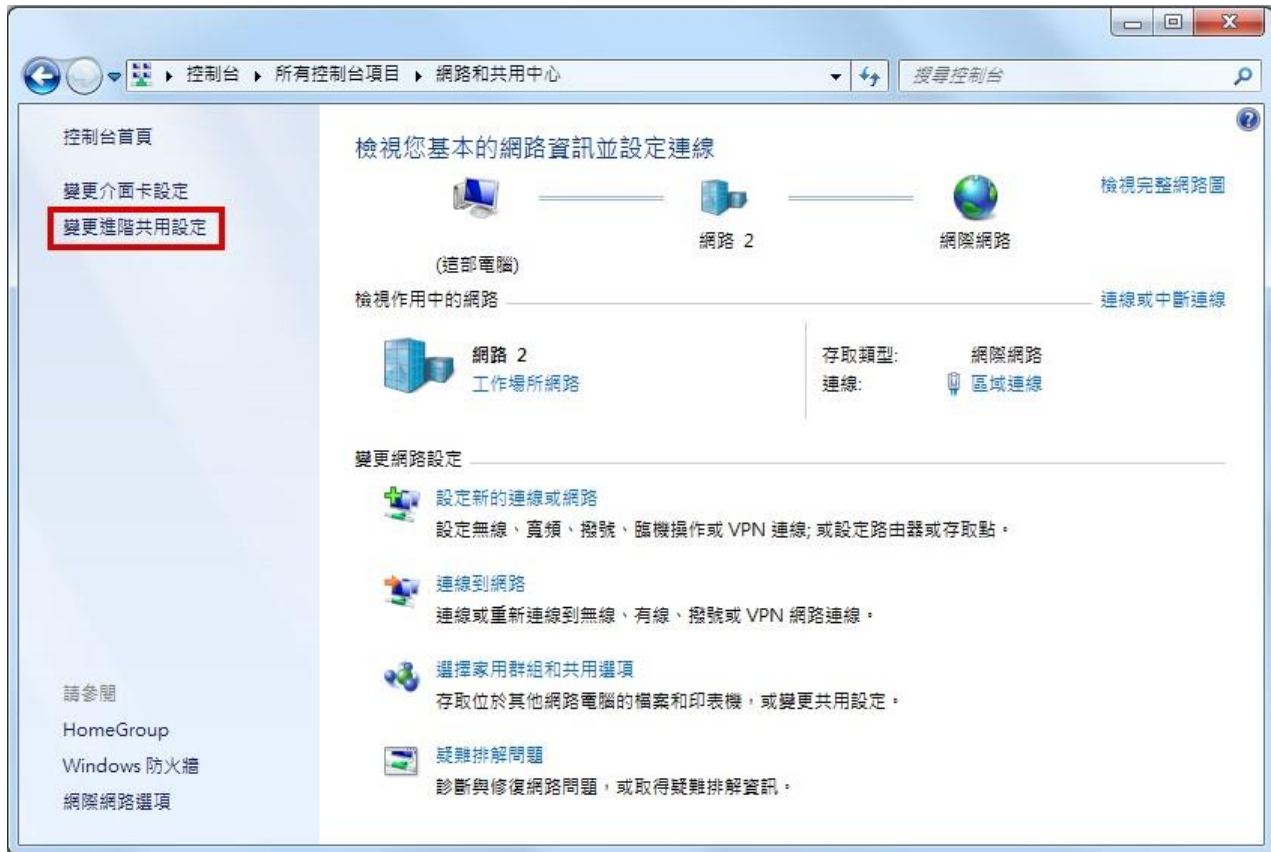 控制台 ▸ 所有控制台項目 ▸ 網路和共用中心
搜尋控制台
控制台首頁
變更介面卡設定
變更進階共用設定
檢視您基本的網路資訊並設定連線
檢視完整網路圖
(這部電腦)
網路 2
網際網路
檢視作用中的網路
連線或中斷連線
網路 2
工作場所網路
存取類型: 網際網路
連線: 區域連線
變更網路設定
設定新的連線或網路
設定無線、寬頻、撥號、臨機操作或 VPN 連線; 或設定路由器或存取點。
連線到網路
連線或重新連線到無線、有線、撥號或 VPN 網路連線。
選擇家用群組和共用選項
存取位於其他網路電腦的檔案和印表機，或變更共用設定。
疑難排解問題
診斷與修復網路問題，或取得疑難排解資訊。
請參閱
HomeGroup
Windows 防火牆
網際網路選項